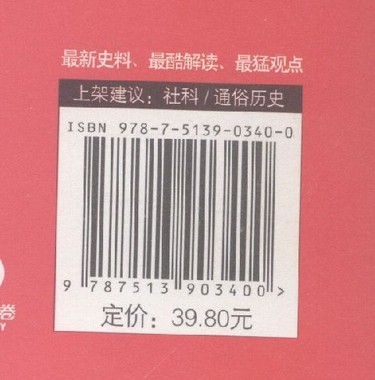 最新史料、最酷解读、最猛观点
上架建议：社科/通俗历史
ISBN 978-7-5139-0340-0
9 787513 903400 >
定价：39.80元
卷
Y